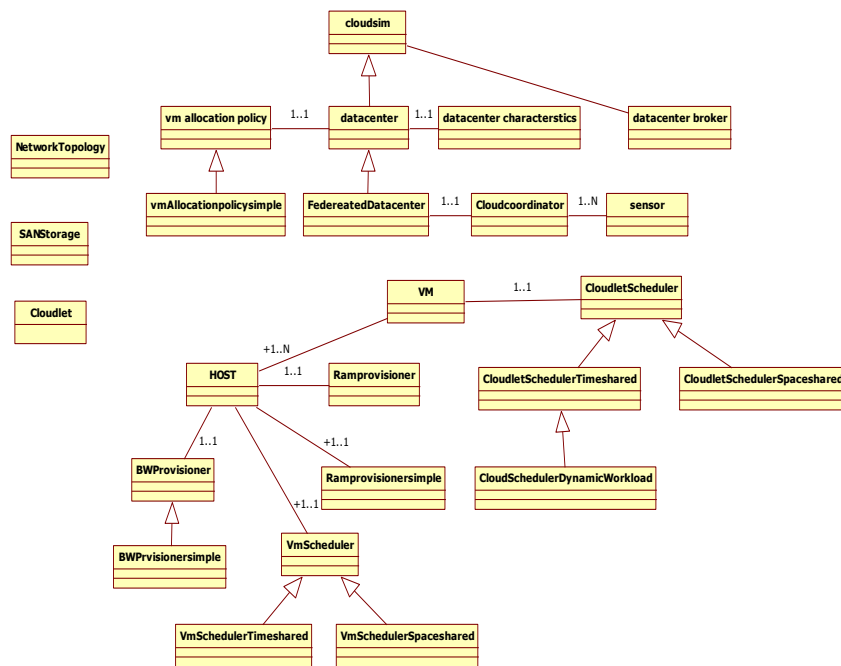 cloudsim
vm allocation policy
1..1
datacenter
1..1
datacenter characterstics
datacenter broker
NetworkTopology
vmAllocationpolicysimple
FedereatedDatacenter
1..1
Cloudcoordinator
1..N
sensor
SANStorage
Cloudlet
VM
1..1
CloudletScheduler
+1..N
HOST
1..1
Ramprovisioner
CloudletSchedulerTimeshared
CloudletSchedulerSpaceshared
1..1
+1..1
BWProvisioner
Ramprovisionersimple
CloudSchedulerDynamicWorkload
+1..1
BWPrvisionersimple
VmScheduler
VmSchedulerTimeshared
VmSchedulerSpaceshared